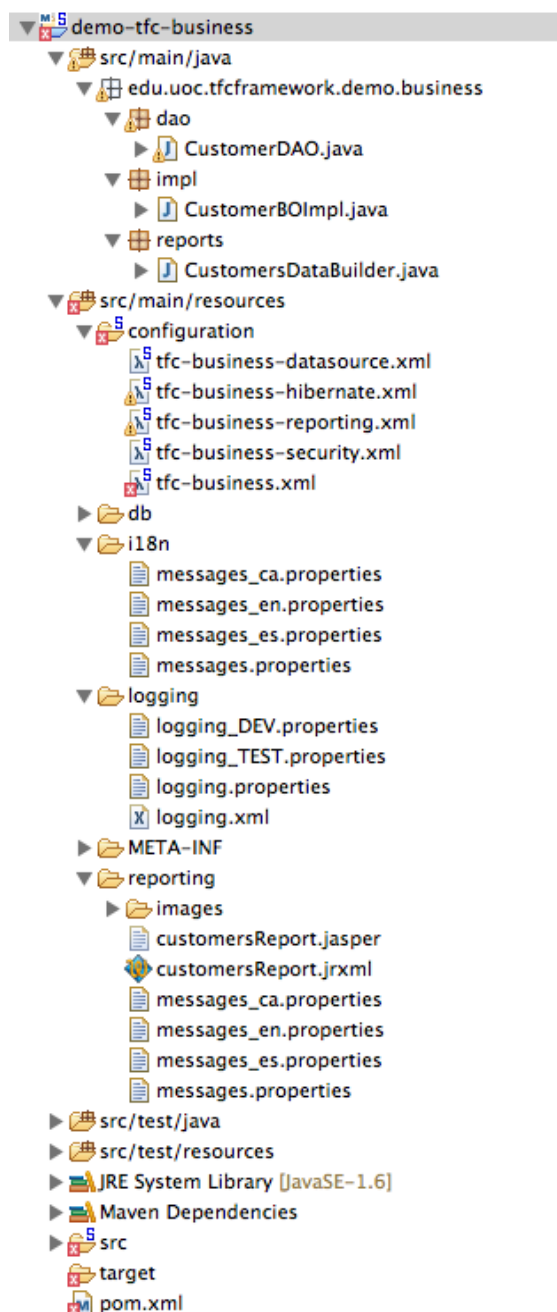 demo-tfc-business
src/main/java
edu.uoc.tfcframework.demo.business
dao
CustomerDAO.java
impl
CustomerBOImpl.java
reports
CustomersDataBuilder.java
src/main/resources
configuration
tfc-business-datasource.xml
tfc-business-hibernate.xml
tfc-business-reporting.xml
tfc-business-security.xml
tfc-business.xml
db
i18n
messages_ca.properties
messages_en.properties
messages_es.properties
messages.properties
logging
logging_DEV.properties
logging_TEST.properties
logging.properties
logging.xml
META-INF
reporting
images
customersReport.jasper
customersReport.jrxml
messages_ca.properties
messages_en.properties
messages_es.properties
messages.properties
src/test/java
src/test/resources
JRE System Library [JavaSE-1.6]
Maven Dependencies
src
target
pom.xml